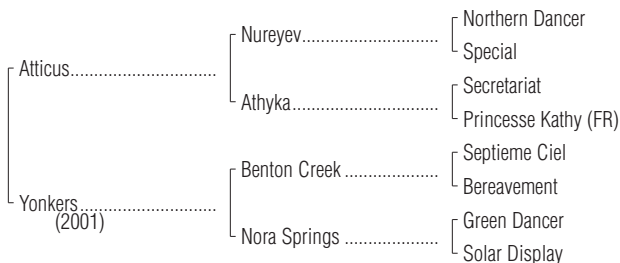 Northern Dancer
Nureyev
Special
Atticus
Secretariat
Athyka
Princesse Kathy (FR)
Septieme Ciel
Benton Creek
Bereavement
Yonkers
(2001)
Green Dancer
Nora Springs
Solar Display